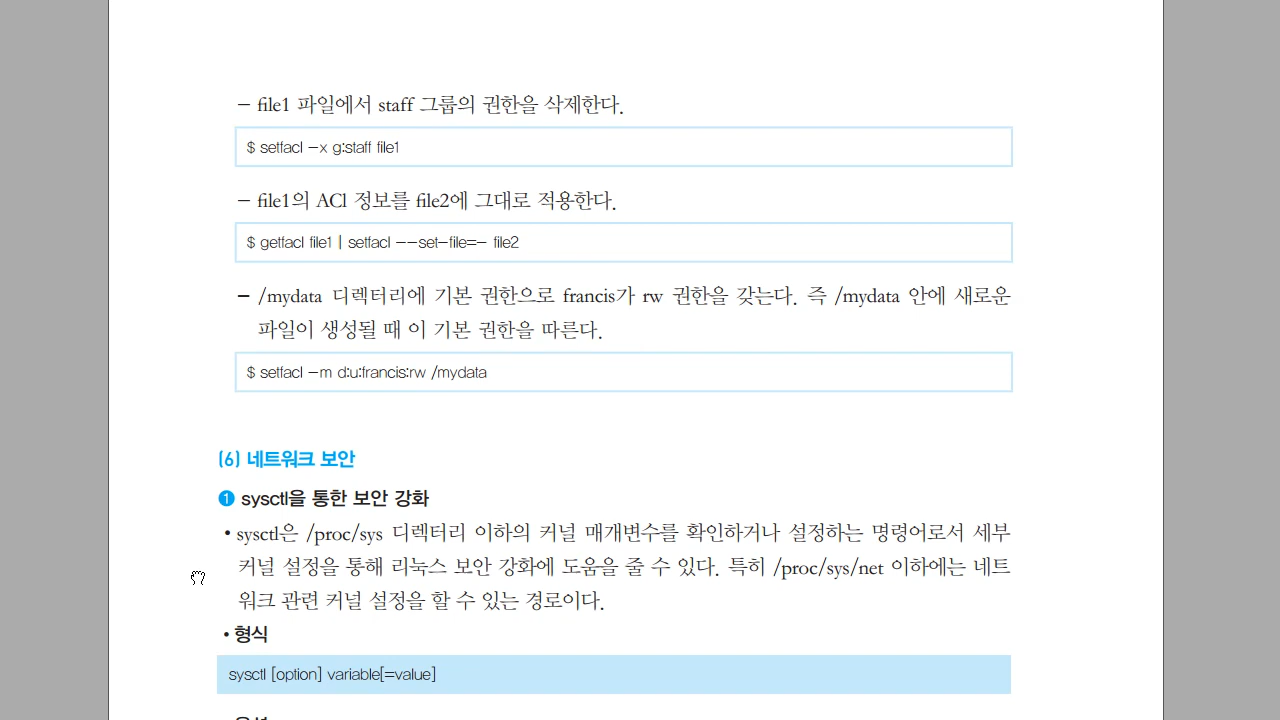 – file1 파일에서 staff 그룹의 권한을 삭제한다.
$ setfacl –x g:staff file1
– file1의 ACl 정보를 file2에 그대로 적용한다.
$ getfacl file1 | setfacl ––set–file=– file2
– /mydata 디렉터리에 기본 권한으로 francis가 rw 권한을 갖는다. 즉 /mydata 안에 새로운
파일이 생성될 때 이 기본 권한을 따른다.
$ setfacl –m d:u:francis:rw /mydata
(6) 네트워크 보안
❶ sysctl을 통한 보안 강화
• sysctl은 /proc/sys 디렉터리 이하의 커널 매개변수를 확인하거나 설정하는 명령어로서 세부
커널 설정을 통해 리눅스 보안 강화에 도움을 줄 수 있다. 특히 /proc/sys/net 이하에는 네트
워크 관련 커널 설정을 할 수 있는 경로이다.
• 형식
sysctl [option] variable[=value]